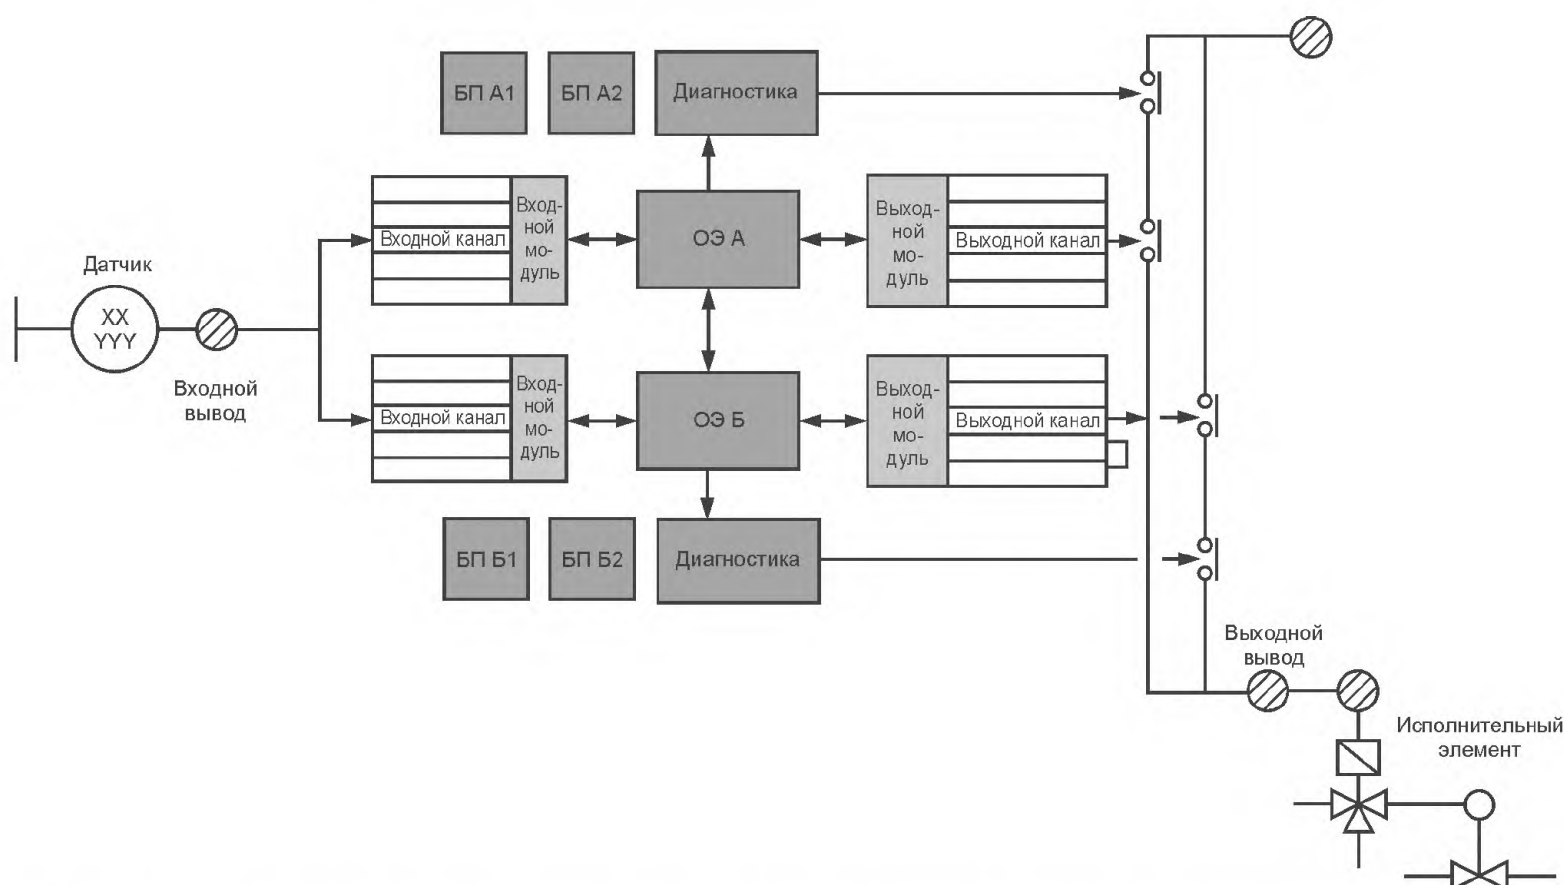 БП А1
БП А2
Диагностика
Вход-
ной
мо-
дуль
Входной канал
ОЭ А
Выход-
ной
мо-
дуль
Выходной канал
Датчик
XX
YYY
Входной
вывод
Вход-
ной
мо-
дуль
Входной канал
ОЭ Б
Выход-
ной
мо-
дуль
Выходной канал
БП Б1
БП Б2
Диагностика
Выходной
вывод
Исполнительный
элемент